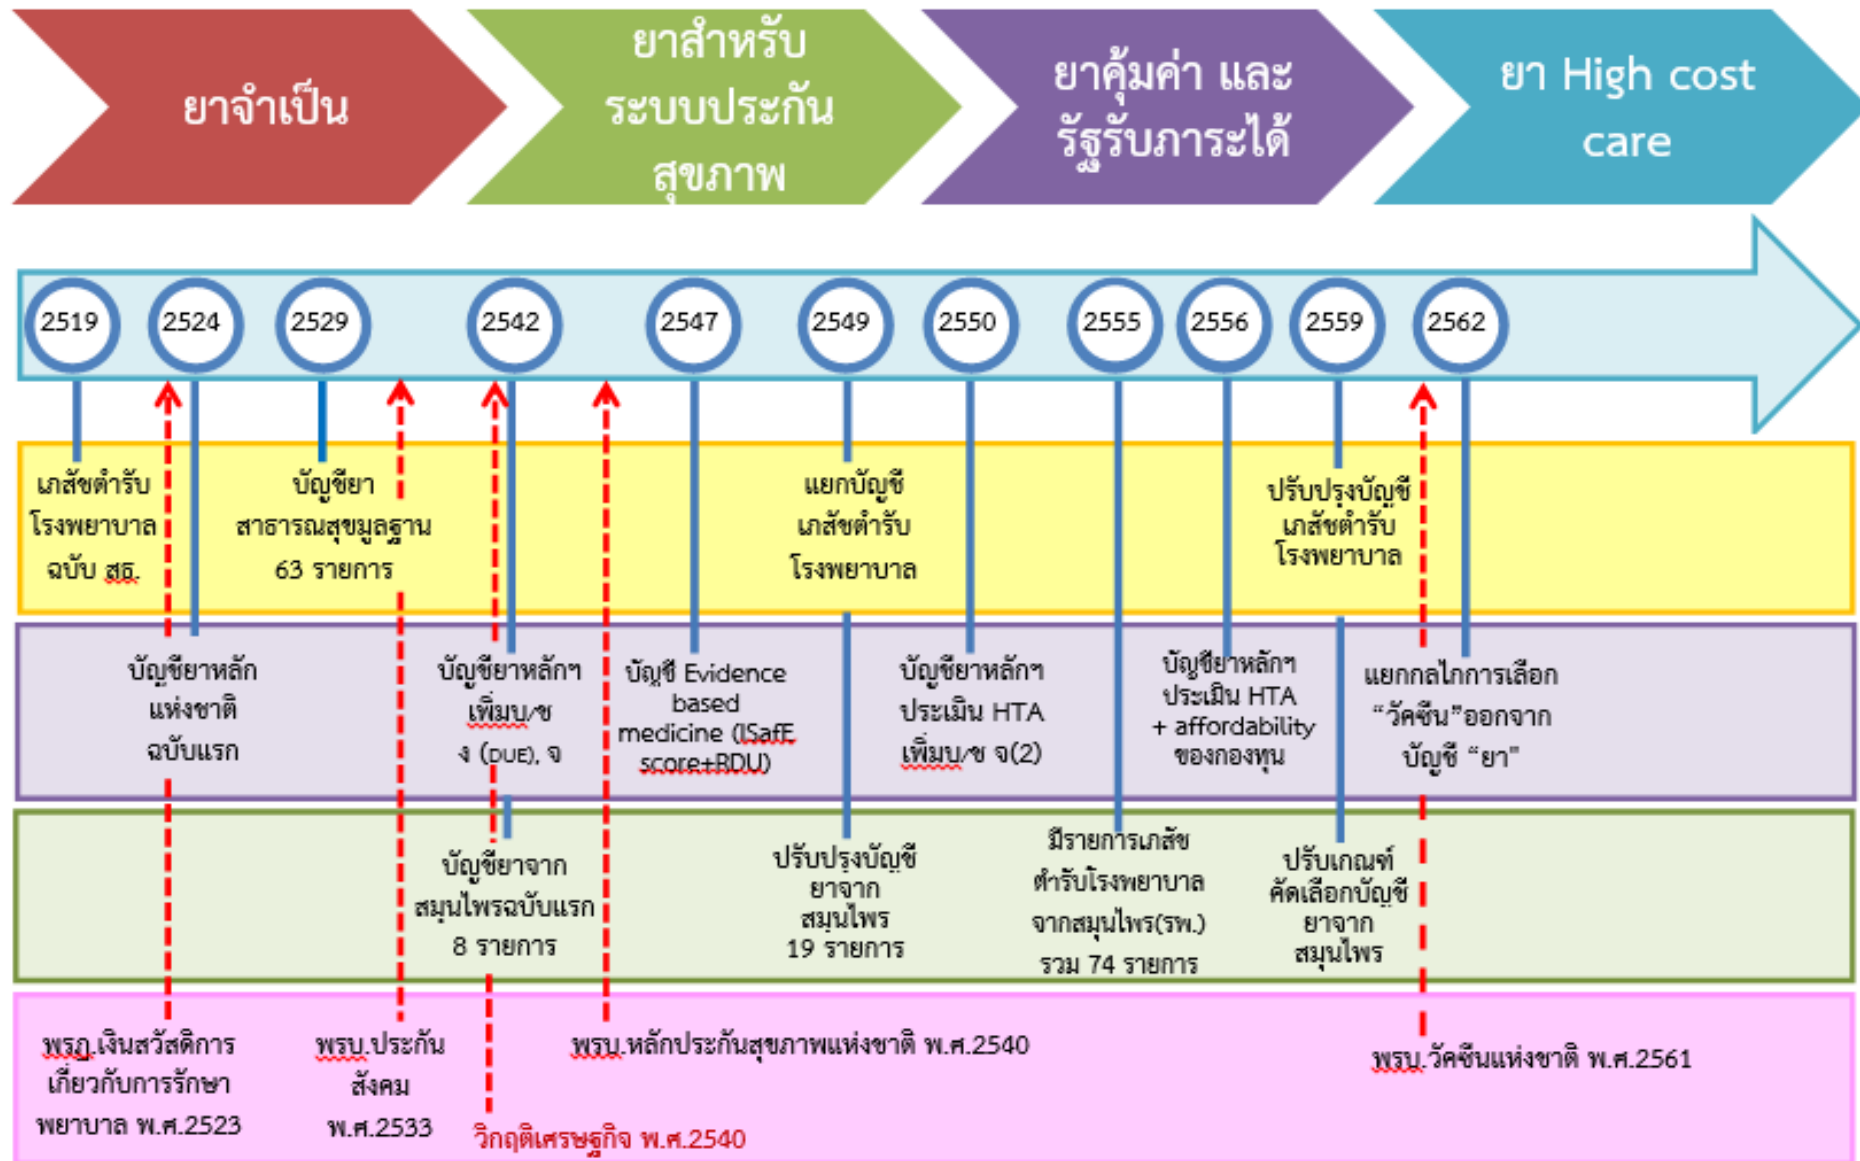 ยาจำเป็น
ยาสำหรับ
ระบบประกัน
สุขภาพ
ยาคุ้มค่า และ
รัฐรับภาระได้
ยา High cost
care
2519
2524
2529
2542
2547
2549
2550
2555
2556
2559
2562
เภสัชตำรับ
โรงพยาบาล
ฉบับ สธ.
บัญชียา
สาธารณสุขมูลฐาน
63 รายการ
แยกบัญชี
เภสัชตำรับ
โรงพยาบาล
ปรับปรุงบัญชี
เภสัชตำรับ
โรงพยาบาล
บัญชียาหลัก
แห่งชาติ
ฉบับแรก
บัญชียาหลักฯ
เพิ่มบ/ช
ง (DUE), จ
บัญชี Evidence
based
medicine (ISafE
score+RDU)
บัญชียาหลักฯ
ประเมิน HTA
เพิ่มบ/ช จ(2)
บัญชียาหลักฯ
ประเมิน HTA
+ affordability
ของกองทุน
แยกกลไกการเลือก
“วัคซีน”ออกจาก
บัญชี “ยา”
บัญชียาจาก
สมุนไพรฉบับแรก
8 รายการ
ปรับปรุงบัญชี
ยาจาก
สมุนไพร
19 รายการ
มีรายการเภสัช
ตำรับโรงพยาบาล
จากสมุนไพร(รพ.)
รวม 74 รายการ
ปรับเกณฑ์
คัดเลือกบัญชี
ยาจาก
สมุนไพร
พรฎ.เงินสวัสดิการ
เกี่ยวกับการรักษา
พยาบาล พ.ศ.2523
พรบ.ประกัน
สังคม
พ.ศ.2533
วิกฤติเศรษฐกิจ พ.ศ.2540
พรบ.หลักประกันสุขภาพแห่งชาติ พ.ศ.2540
พรบ.วัคซีนแห่งชาติ พ.ศ.2561